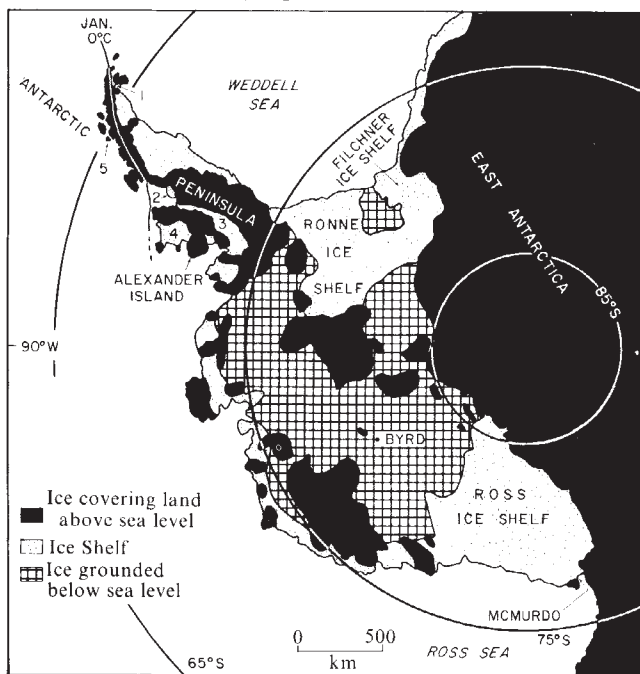 JAN.
0°C
ANTARCTIC
PENINSULA
WEDDELL
SEA
1
5
2
4
3
FILCHNER
ICE SHELF
RONNE
ICE
SHELF
EAST ANTARCTICA
85°S
ALEXANDER
ISLAND
90°W
BYRD
ROSS
ICE SHELF
Ice covering land
above sea level
Ice Shelf
Ice grounded
below sea level
MCMURDO
0 500
km
75°S
ROSS SEA
65°S